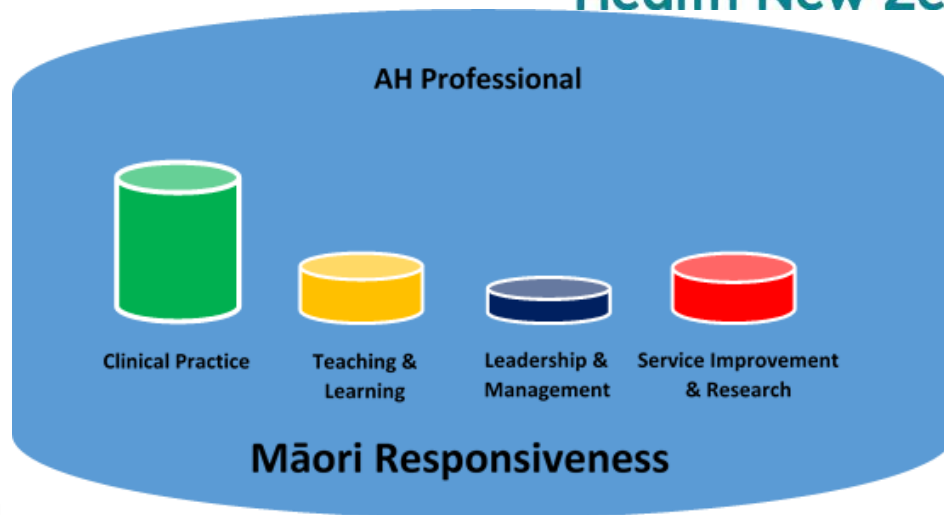 AH Professional
Clinical Practice
Teaching &
Learning
Leadership &
Management
Service Improvement
& Research
Māori Responsiveness